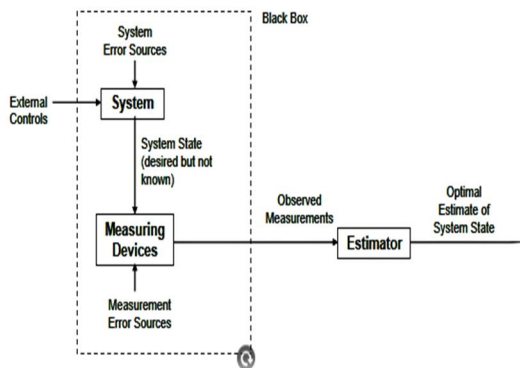 Black Box
System
Error Sources
External
Controls
System
System State
(desired but not
known)
Measuring
Devices
Measurement
Error Sources
Observed
Measurements
Estimator
Optimal
Estimate of
System State